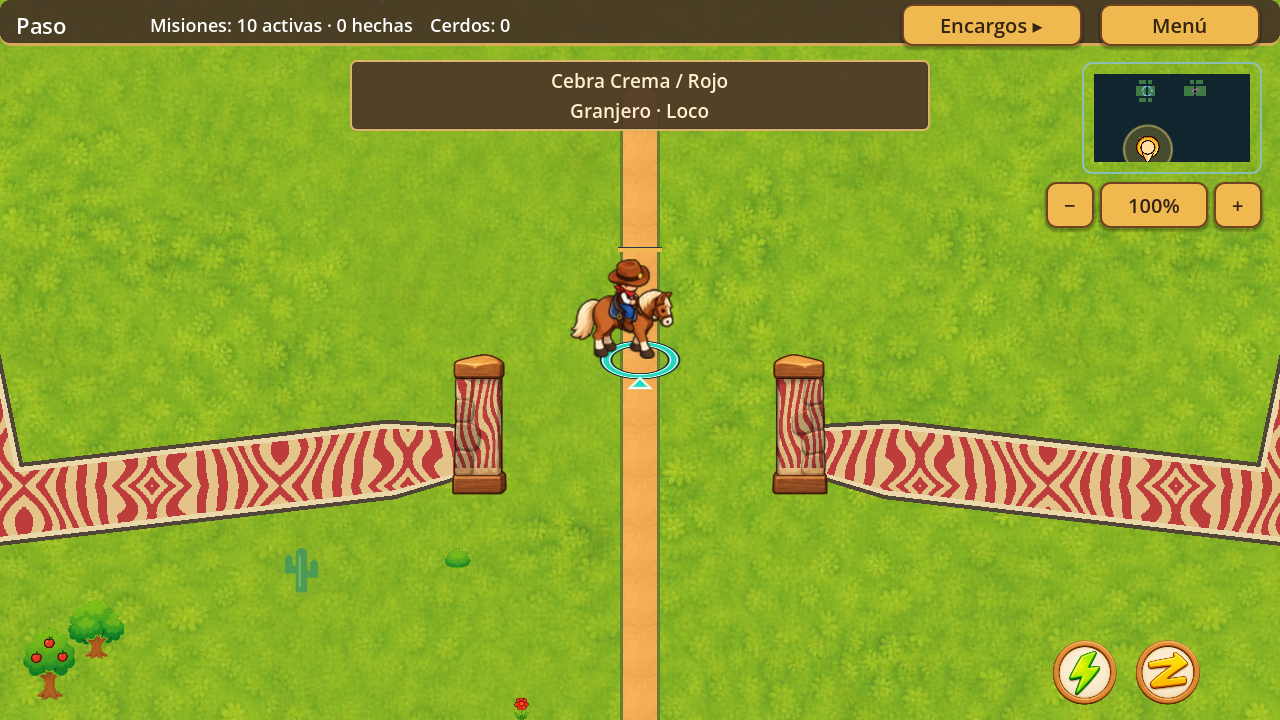 Paso
Misiones: 10 activas · 0 hechas Cerdos: 0
Encargos ▸
Menú
Cebra Crema / Rojo
Granjero · Loco
− 100% +